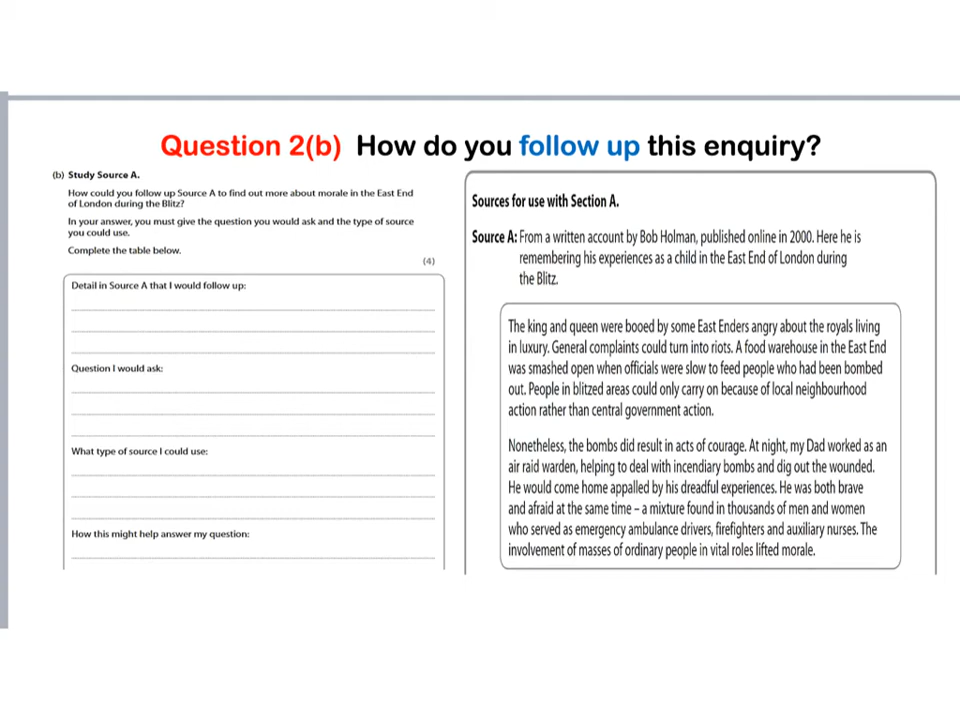 Question 2(b) How do you follow up this enquiry?
(b) Study Source A.
How could you follow up Source A to find out more about morale in the East End
of London during the Blitz?
In your answer, you must give the question you would ask and the type of source
you could use.
Complete the table below.
(4)
Detail in Source A that I would follow up:
Question I would ask:
What type of source I could use:
How this might help answer my question:
Sources for use with Section A.
Source A: From a written account by Bob Holman, published online in 2000. Here he is
remembering his experiences as a child in the East End of London during
the Blitz.
The king and queen were booed by some East Enders angry about the royals living
in luxury. General complaints could turn into riots. A food warehouse in the East End
was smashed open when officials were slow to feed people who had been bombed
out. People in blitzed areas could only carry on because of local neighbourhood
action rather than central government action.
Nonetheless, the bombs did result in acts of courage. At night, my Dad worked as an
air raid warden, helping to deal with incendiary bombs and dig out the wounded.
He would come home appalled by his dreadful experiences. He was both brave
and afraid at the same time – a mixture found in thousands of men and women
who served as emergency ambulance drivers, firefighters and auxiliary nurses. The
involvement of masses of ordinary people in vital roles lifted morale.